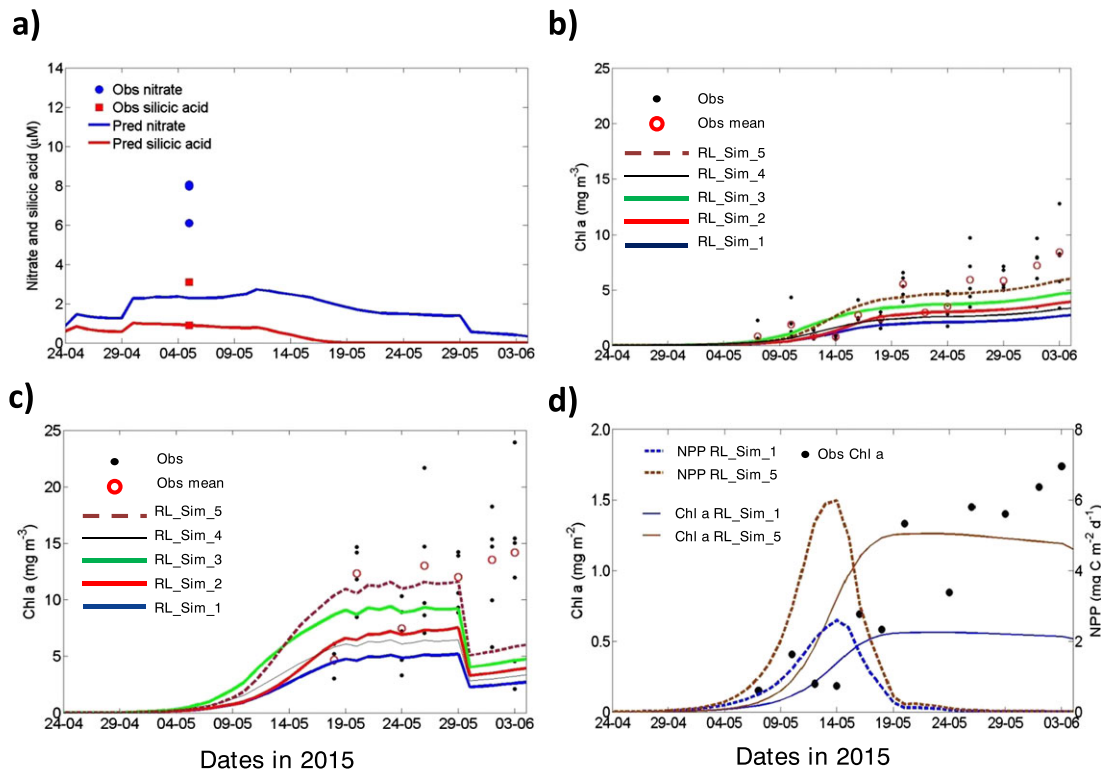 a)
14
12
10
8
6
4
2
0
Nitrate and silicic acid (µM)
Obs nitrate
Obs silicic acid
Pred nitrate
Pred silicic acid
24-04 29-04 04-05 09-05 14-05 19-05 24-05 29-05 03-06
b)
25
20
15
10
5
0
Chl a (mg m-3)
Obs
Obs mean
RL_Sim_5
RL_Sim_4
RL_Sim_3
RL_Sim_2
RL_Sim_1
24-04 29-04 04-05 09-05 14-05 19-05 24-05 29-05 03-06
c)
25
20
15
10
5
0
Chl a (mg m-3)
Obs
Obs mean
RL_Sim_5
RL_Sim_4
RL_Sim_3
RL_Sim_2
RL_Sim_1
24-04 29-04 04-05 09-05 14-05 19-05 24-05 29-05 03-06
Dates in 2015
d)
2.0
1.5
1.0
0.5
0
Chl a (mg m-2)
NPP RL_Sim_1
NPP RL_Sim_5
Obs Chl a
Chl a RL_Sim_1
Chl a RL_Sim_5
8
6
4
2
0
NPP (mg C m-2 d-1)
24-04 29-04 04-05 09-05 14-05 19-05 24-05 29-05 03-06
Dates in 2015